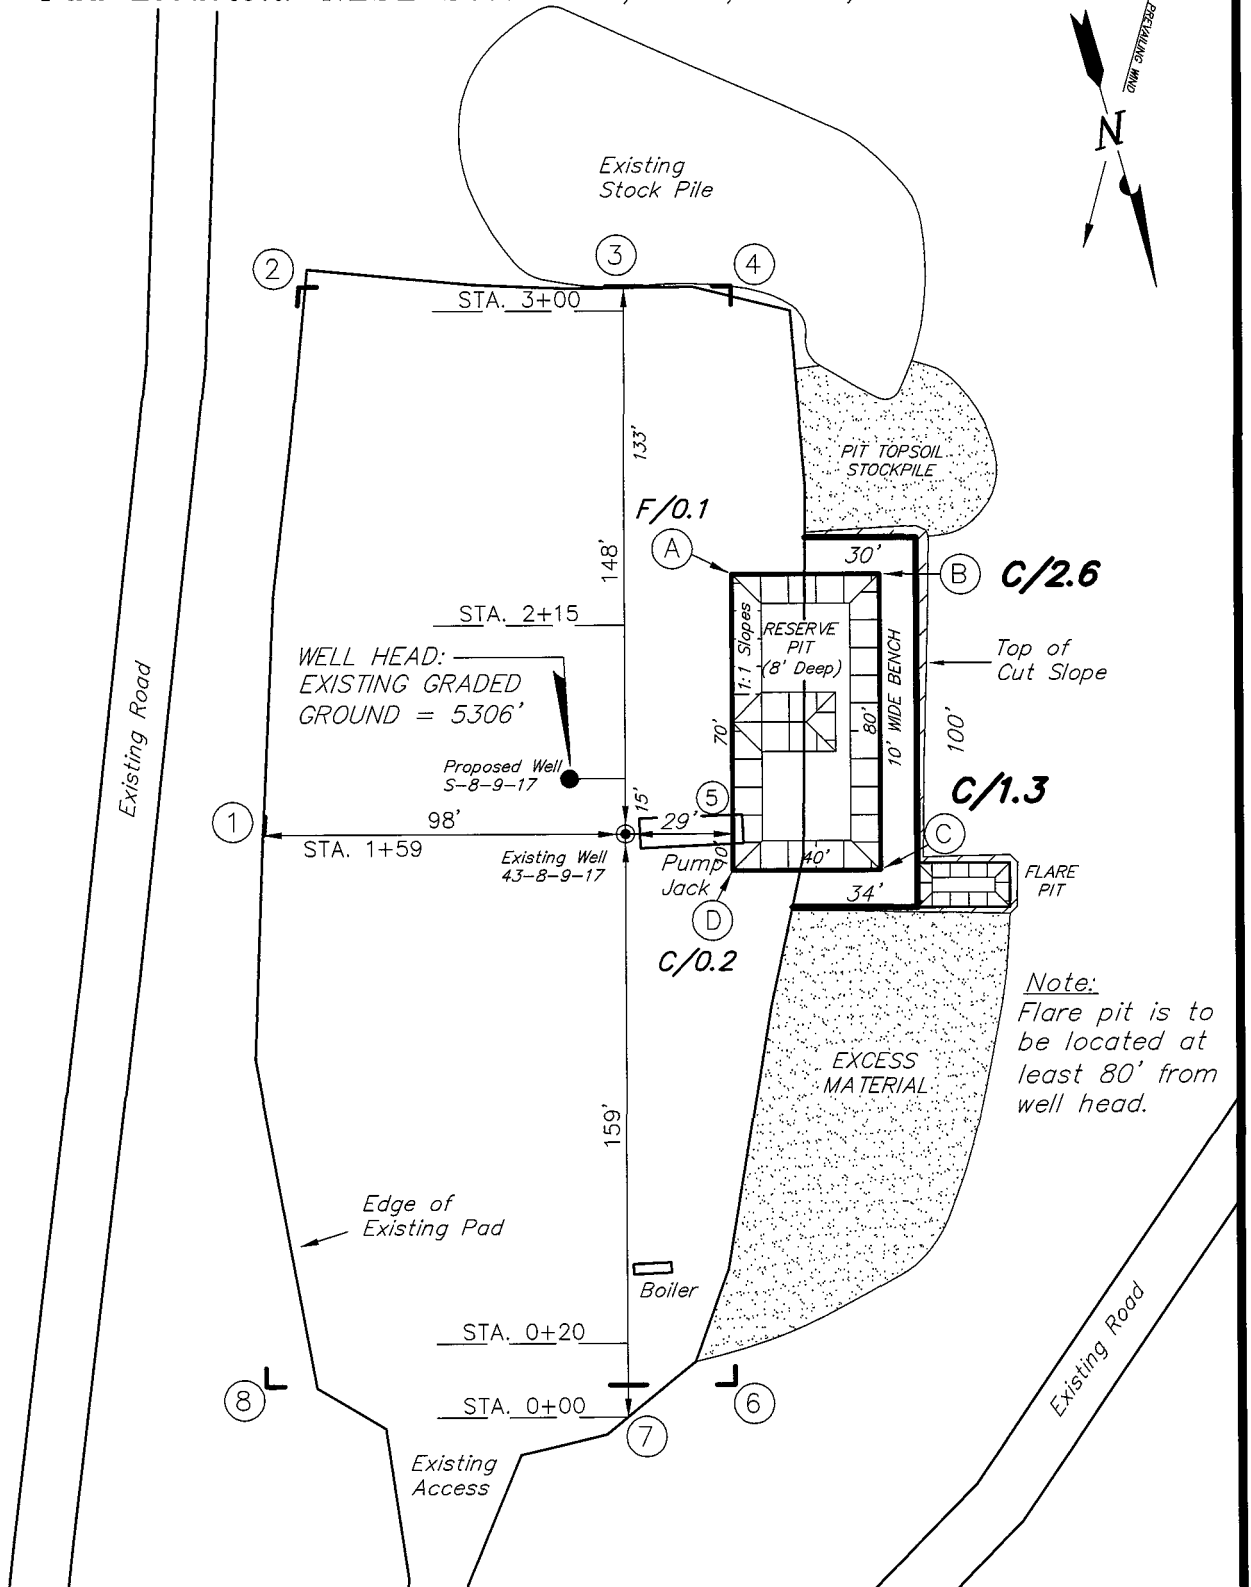 PREVAILING WIND
N
Existing
Stock Pile
2
3
4
STA. 3+00
133'
PIT TOPSOIL
STOCKPILE
F/0.1
A
148'
30'
B
C/2.6
STA. 2+15
1:1 Slopes
RESERVE
PIT
(8' Deep)
10' WIDE BENCH
Top of
Cut Slope
WELL HEAD:
EXISTING GRADED
GROUND = 5306'
70'
80'
100'
Existing Road
Proposed Well
S-8-9-17
15'
5
C/1.3
1
98'
29'
C
STA. 1+59
Existing Well
43-8-9-17
Pump
Jack
10'
40'
FLARE
PIT
34'
D
C/0.2
Note:
Flare pit is to
be located at
least 80' from
well head.
EXCESS
MATERIAL
159'
Edge of
Existing Pad
Boiler
Existing Road
STA. 0+20
8
6
STA. 0+00
7
Existing
Access